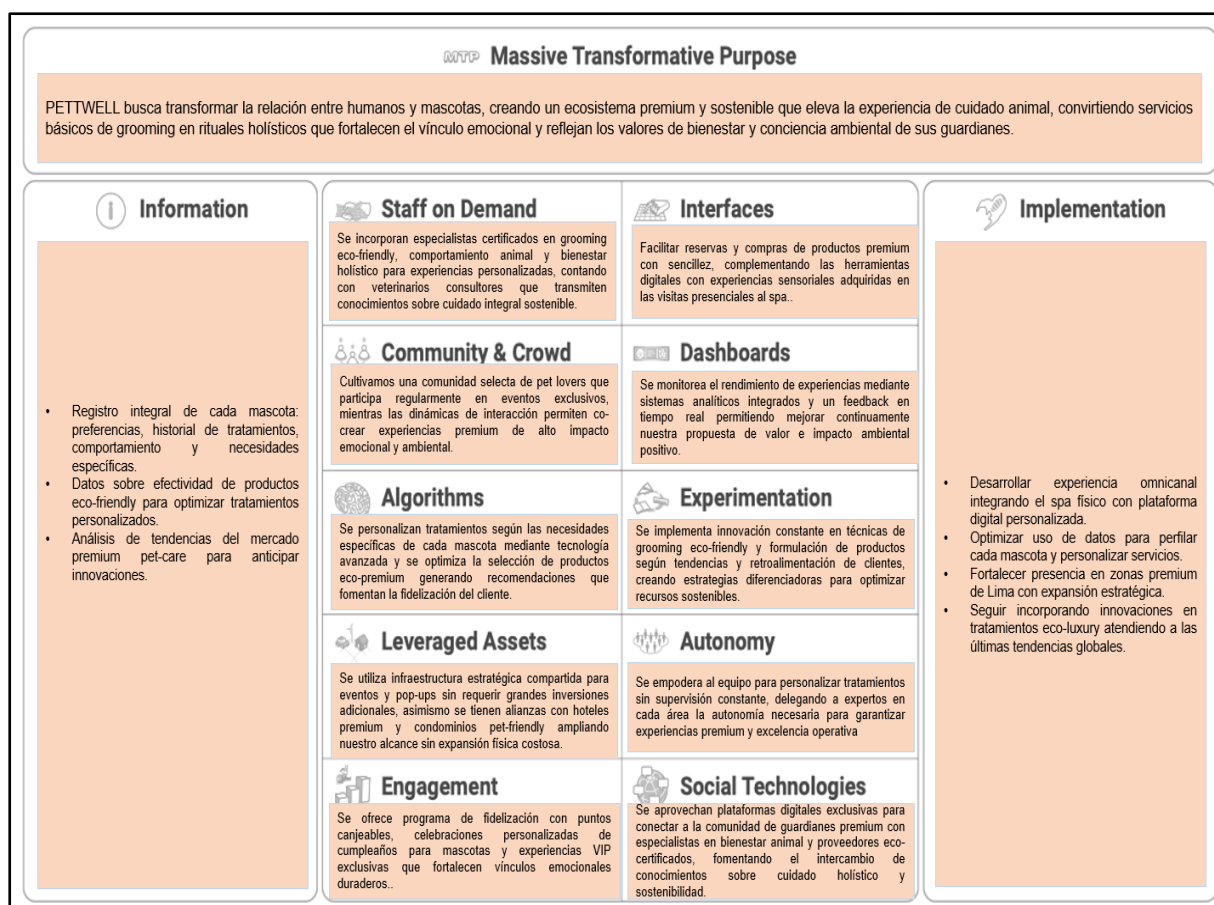 MTP Massive Transformative Purpose
PETTWELL busca transformar la relación entre humanos y mascotas, creando un ecosistema premium y sostenible que eleva la experiencia de cuidado animal, convirtiendo servicios
básicos de grooming en rituales holísticos que fortalecen el vínculo emocional y reflejan los valores de bienestar y conciencia ambiental de sus guardianes.
Information
• Registro integral de cada mascota:
preferencias, historial de tratamientos,
comportamiento y necesidades
específicas.
• Datos sobre efectividad de productos
eco-friendly para optimizar tratamientos
personalizados.
• Análisis de tendencias del mercado
premium pet-care para anticipar
innovaciones.
Staff on Demand
Se incorporan especialistas certificados en grooming
eco-friendly, comportamiento animal y bienestar
holístico para experiencias personalizadas, contando
con veterinarios consultores que transmiten
conocimientos sobre cuidado integral sostenible.
Interfaces
Facilitar reservas y compras de productos premium
con sencillez, complementando las herramientas
digitales con experiencias sensoriales adquiridas en
las visitas presenciales al spa..
Community & Crowd
Cultivamos una comunidad selecta de pet lovers que
participa regularmente en eventos exclusivos,
mientras las dinámicas de interacción permiten co-
crear experiencias premium de alto impacto
emocional y ambiental.
Dashboards
Se monitorea el rendimiento de experiencias mediante
sistemas analíticos integrados y un feedback en
tiempo real permitiendo mejorar continuamente
nuestra propuesta de valor e impacto ambiental
positivo.
Algorithms
Se personalizan tratamientos según las necesidades
específicas de cada mascota mediante tecnología
avanzada y se optimiza la selección de productos
eco-premium generando recomendaciones que
fomentan la fidelización del cliente.
Experimentation
Se implementa innovación constante en técnicas de
grooming eco-friendly y formulación de productos
según tendencias y retroalimentación de clientes,
creando estrategias diferenciadoras para optimizar
recursos sostenibles.
Leveraged Assets
Se utiliza infraestructura estratégica compartida para
eventos y pop-ups sin requerir grandes inversiones
adicionales, asimismo se tienen alianzas con hoteles
premium y condominios pet-friendly ampliando
nuestro alcance sin expansión física costosa.
Autonomy
Se empodera al equipo para personalizar tratamientos
sin supervisión constante, delegando a expertos en
cada área la autonomía necesaria para garantizar
experiencias premium y excelencia operativa
Engagement
Se ofrece programa de fidelización con puntos
canjeables, celebraciones personalizadas de
cumpleaños para mascotas y experiencias VIP
exclusivas que fortalecen vínculos emocionales
duraderos..
Social Technologies
Se aprovechan plataformas digitales exclusivas para
conectar a la comunidad de guardianes premium con
especialistas en bienestar animal y proveedores eco-
certificados, fomentando el intercambio de
conocimientos sobre cuidado holístico y
sostenibilidad.
Implementation
• Desarrollar experiencia omnicanal
integrando el spa físico con plataforma
digital personalizada.
• Optimizar uso de datos para perfilar
cada mascota y personalizar servicios.
• Fortalecer presencia en zonas premium
de Lima con expansión estratégica.
• Seguir incorporando innovaciones en
tratamientos eco-luxury atendiendo a las
últimas tendencias globales.